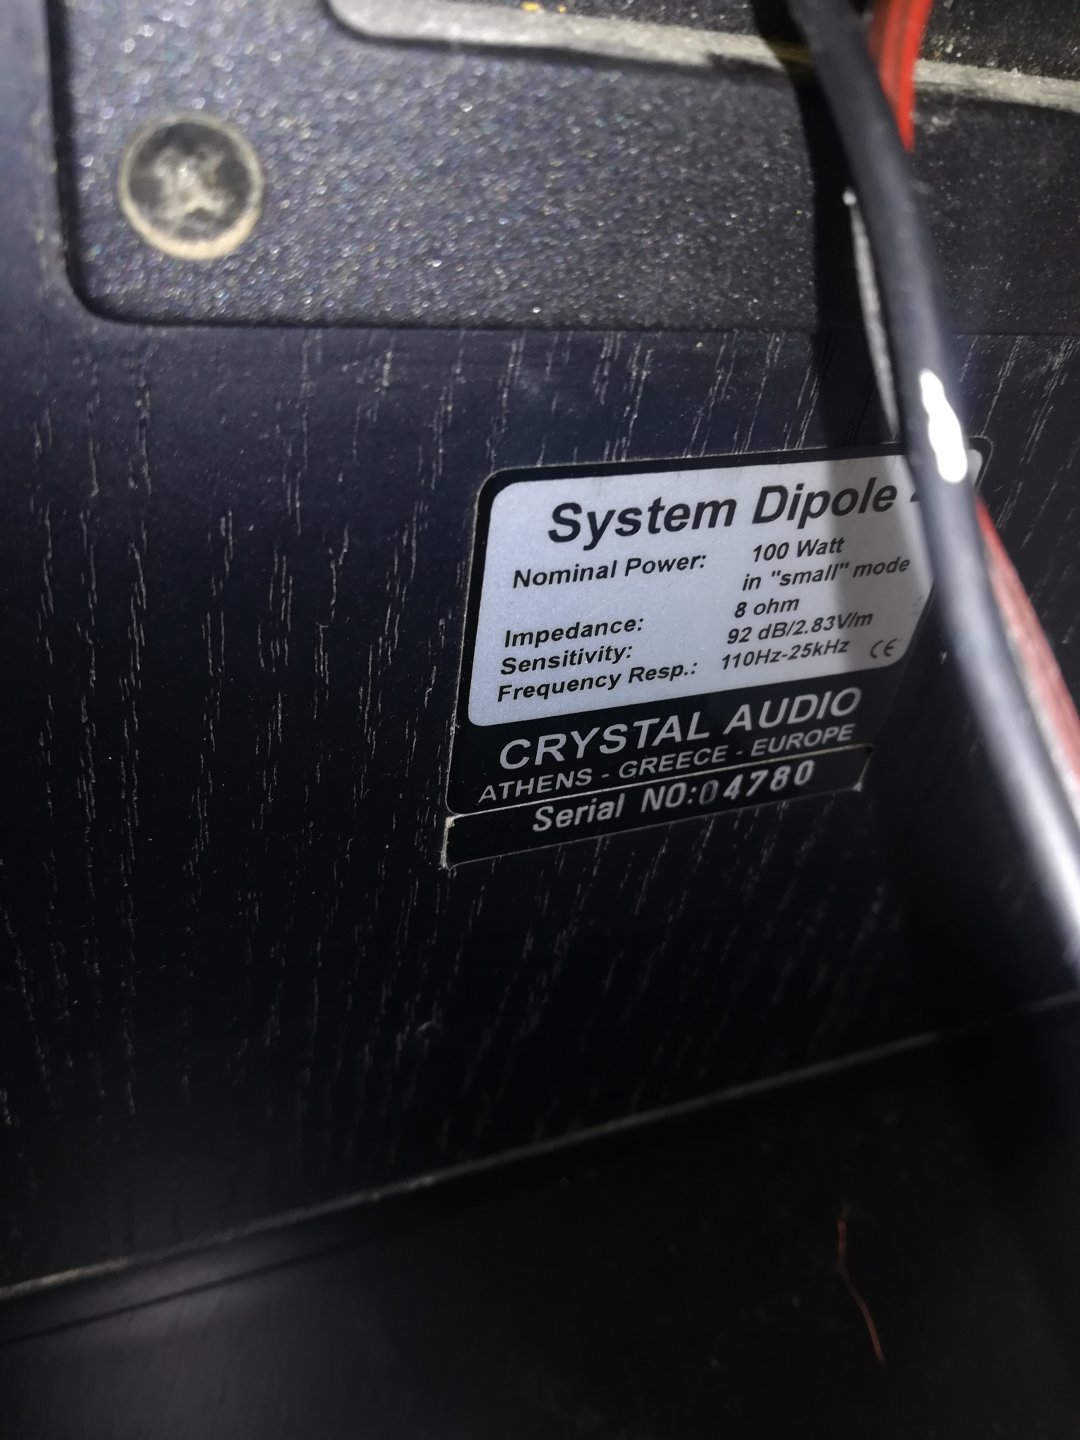 System Dipole
Nominal Power: 100 Watt
in "small" mode
Impedance: 8 ohm
Sensitivity: 92 dB/2.83V/m
Frequency Resp.: 110Hz-25kHz CE
CRYSTAL AUDIO
ATHENS - GREECE - EUROPE
Serial NO:04780